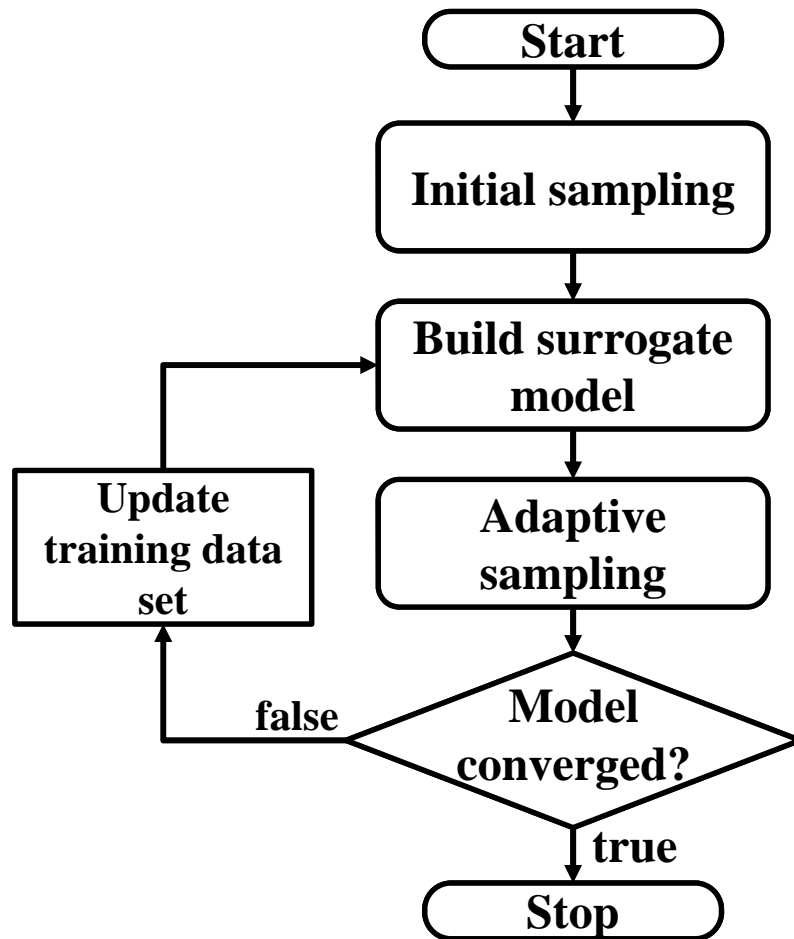 Start
Initial sampling
Build surrogate
model
Update
training data
set
Adaptive
sampling
false
Model
converged?
true
Stop